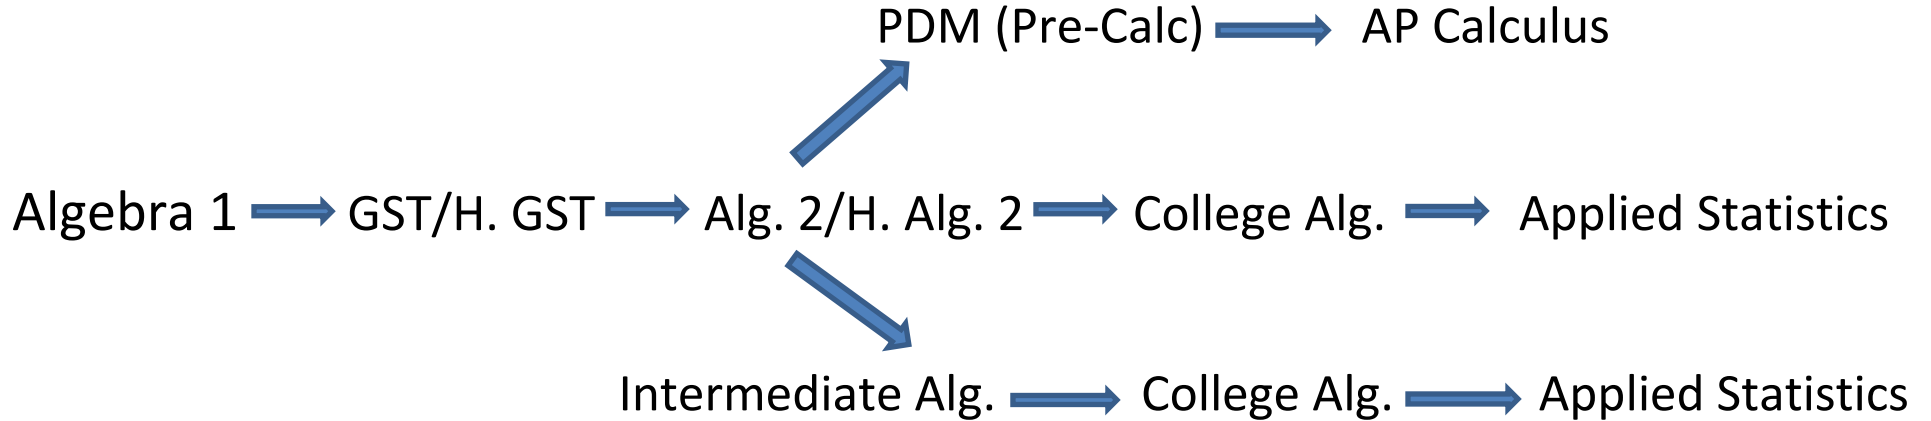 PDM (Pre-Calc) AP Calculus
Algebra 1 GST/H. GST Alg. 2/H. Alg. 2 College Alg. Applied Statistics
Intermediate Alg. College Alg. Applied Statistics